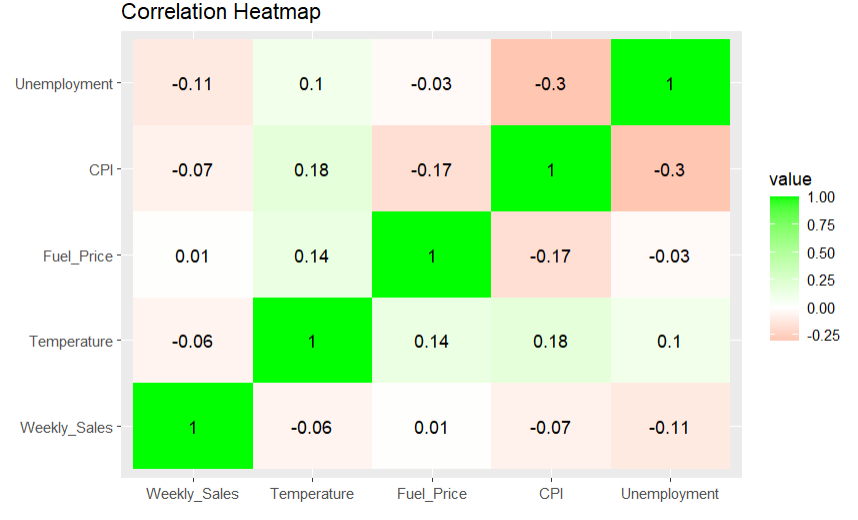 Correlation Heatmap
Unemployment -0.11 0.1 -0.03 -0.3 1
CPI -0.07 0.18 -0.17 1 -0.3
Fuel_Price 0.01 0.14 1 -0.17 -0.03
Temperature -0.06 1 0.14 0.18 0.1
Weekly_Sales 1 -0.06 0.01 -0.07 -0.11
Weekly_Sales Temperature Fuel_Price CPI Unemployment
value
1.00
0.75
0.50
0.25
0.00
-0.25